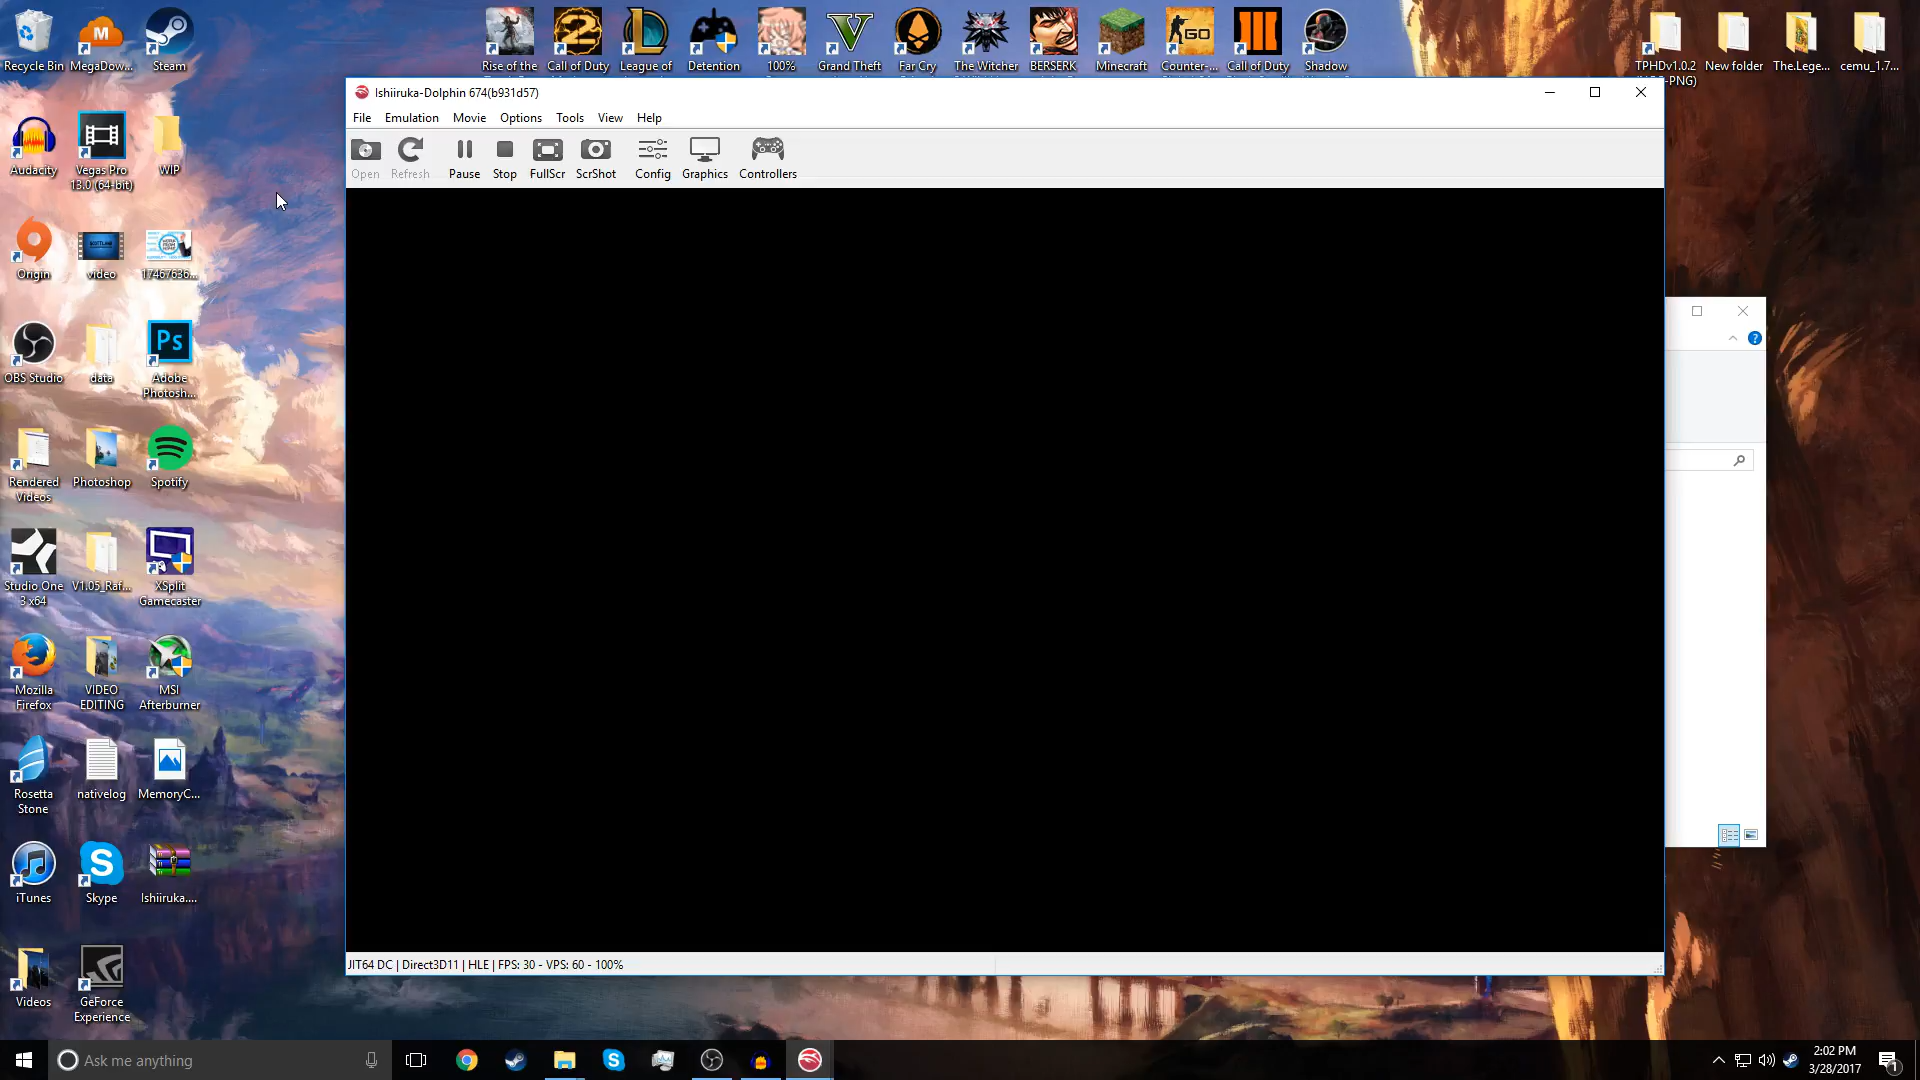 Recycle Bin
MegaDow...
Steam
Rise of the
Call of Duty
League of
Detention
100%
Grand Theft
Far Cry
The Witcher
BERSERK
Minecraft
Counter-...
Call of Duty
Shadow
TPHDv1.0.2
New folder
The.Lege...
cemu_1.7...
GO
Ishiiruka-Dolphin 674(b931d57)
File
Emulation
Movie
Options
Tools
View
Help
Open
Refresh
Pause
Stop
FullScr
ScrShot
Config
Graphics
Controllers
Audacity
Vegas Pro
13.0 (64-bit)
WIP
Origin
video
17467636...
OBS Studio
data
Ps
Adobe
Photosh...
Rendered
Videos
Photoshop
Spotify
Studio One
3 x64
V1.05_Raf...
XSplit
Gamecaster
Mozilla
Firefox
VIDEO
EDITING
MSI
Afterburner
Rosetta
Stone
nativelog
MemoryC...
iTunes
Skype
Ishiiruka....
Videos
GeForce
Experience
JIT64 DC | Direct3D11 | HLE | FPS: 30 - VPS: 60 - 100%
Ask me anything
2:02 PM
3/28/2017
1